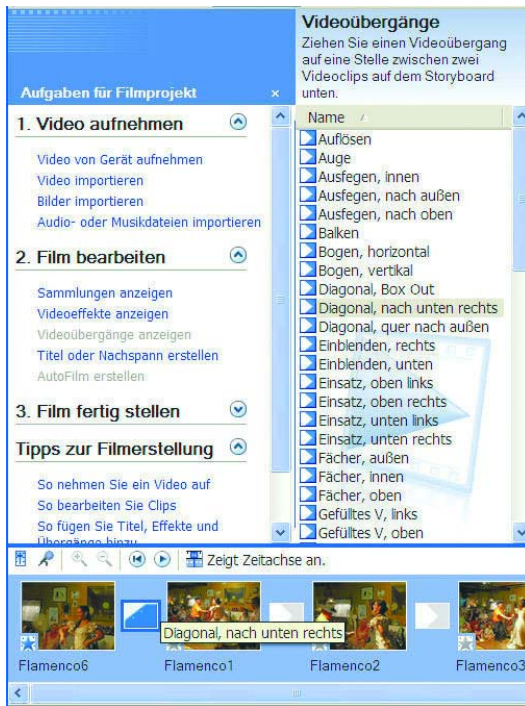 Aufgaben für Filmprojekt
1. Video aufnehmen
Video von Gerät aufnehmen
Video importieren
Bilder importieren
Audio- oder Musikdateien importieren
2. Film bearbeiten
Sammlungen anzeigen
Videoeffekte anzeigen
Videoübergänge anzeigen
Titel oder Nachspann erstellen
AutoFilm erstellen
3. Film fertig stellen
Tipps zur Filmerstellung
So nehmen Sie ein Video auf
So bearbeiten Sie Clips
So fügen Sie Titel, Effekte und
Übergänge hinzu
Videoübergänge
Ziehen Sie einen Videoübergang
auf eine Stelle zwischen zwei
Videoclips auf dem Storyboard
unten.
Name
Auflösen
Auge
Ausfegen, innen
Ausfegen, nach außen
Ausfegen, nach oben
Balken
Bogen, horizontal
Bogen, vertikal
Diagonal, Box Out
Diagonal, nach unten rechts
Diagonal, quer nach außen
Einblenden, rechts
Einblenden, unten
Einsatz, oben links
Einsatz, oben rechts
Einsatz, unten links
Einsatz, unten rechts
Fächer, außen
Fächer, innen
Fächer, oben
Gefülltes V, links
Gefülltes V, oben
Zeigt Zeitachse an.
Diagonal, nach unten rechts
Flamenco6
Flamenco1
Flamenco2
Flamenco3